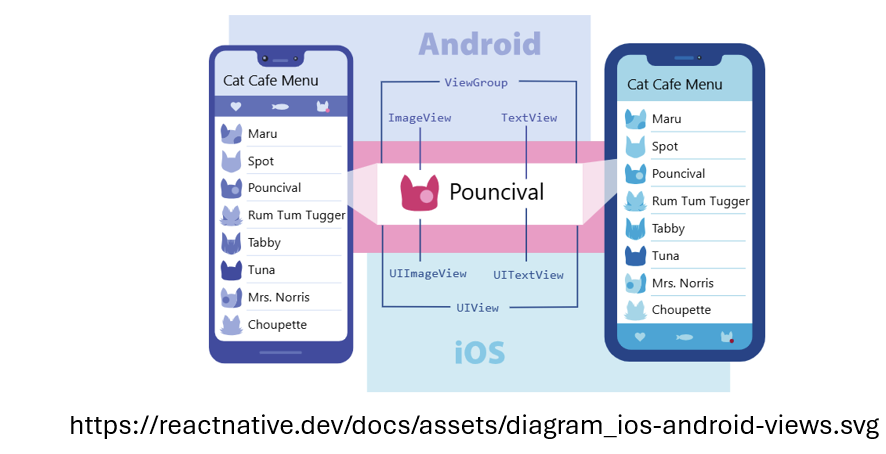 Android
Cat Cafe Menu
Maru
Spot
Pouncival
Rum Tum Tugger
Tabby
Tuna
Mrs. Norris
Choupette
ViewGroup
ImageView TextView
Pouncival
UIImageView UITextView
UIView
iOS
Cat Cafe Menu
Maru
Spot
Pouncival
Rum Tum Tugger
Tabby
Tuna
Mrs. Norris
Choupette
https://reactnative.dev/docs/assets/diagram_ios-android-views.svg